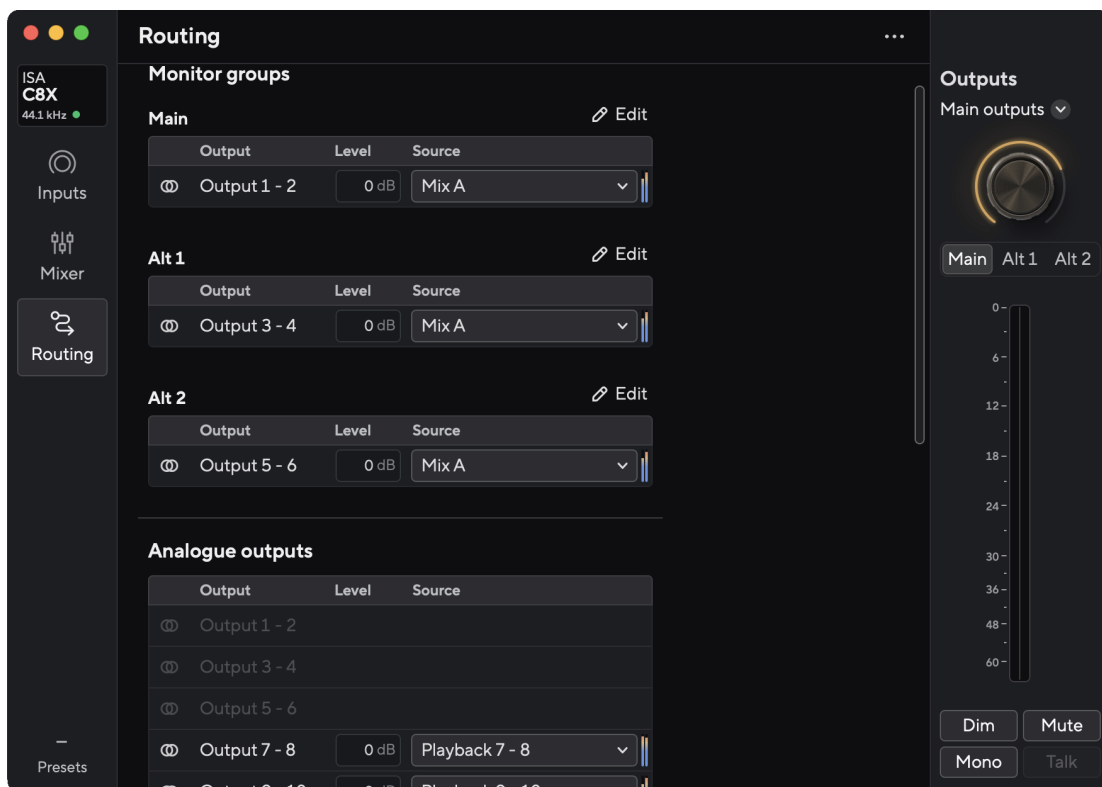 Routing
...
ISA
C8X
44.1 kHz
Inputs
Mixer
Routing
Presets
Monitor groups
Main
Edit
Output Level Source
Output 1 - 2 0 dB Mix A
Alt 1
Edit
Output Level Source
Output 3 - 4 0 dB Mix A
Alt 2
Edit
Output Level Source
Output 5 - 6 0 dB Mix A
Analogue outputs
Output Level Source
Output 1 - 2
Output 3 - 4
Output 5 - 6
Output 7 - 8 0 dB Playback 7 - 8
Outputs
Main outputs
Main Alt 1 Alt 2
0
6
12
18
24
30
36
48
60
Dim Mute
Mono Talk